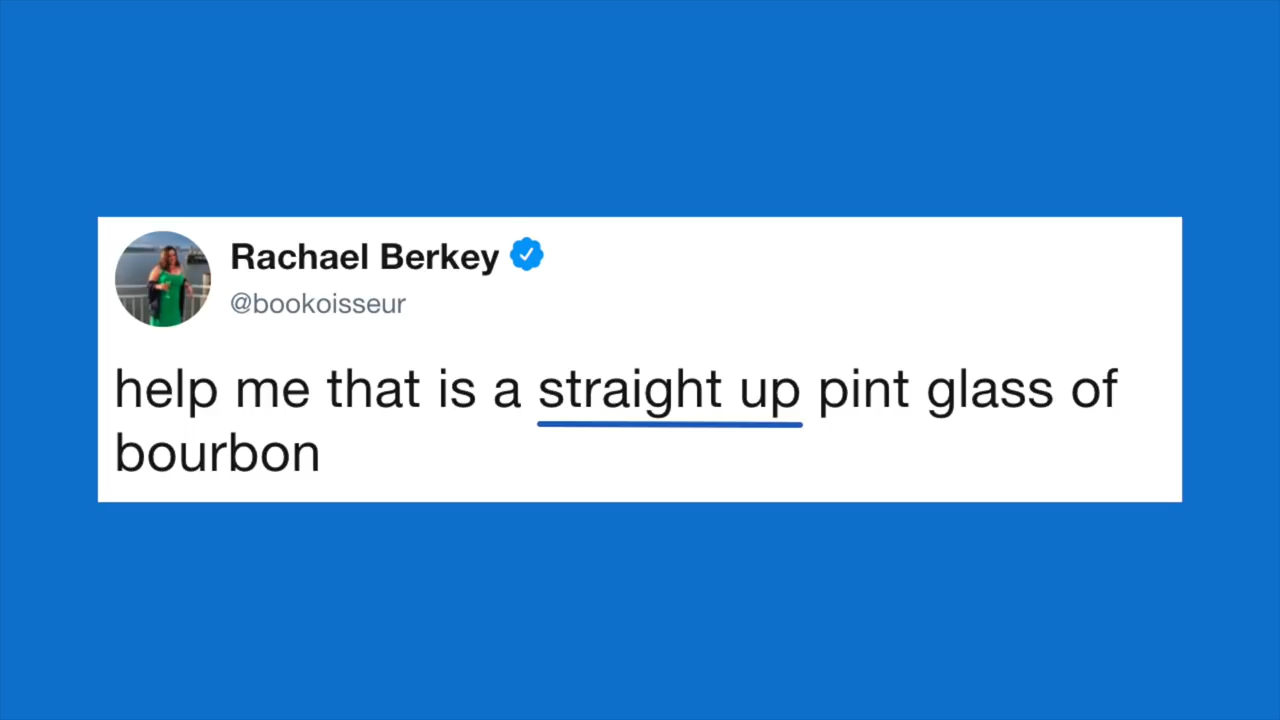 Rachael Berkey
@bookoisseur
help me that is a straight up pint glass of
bourbon